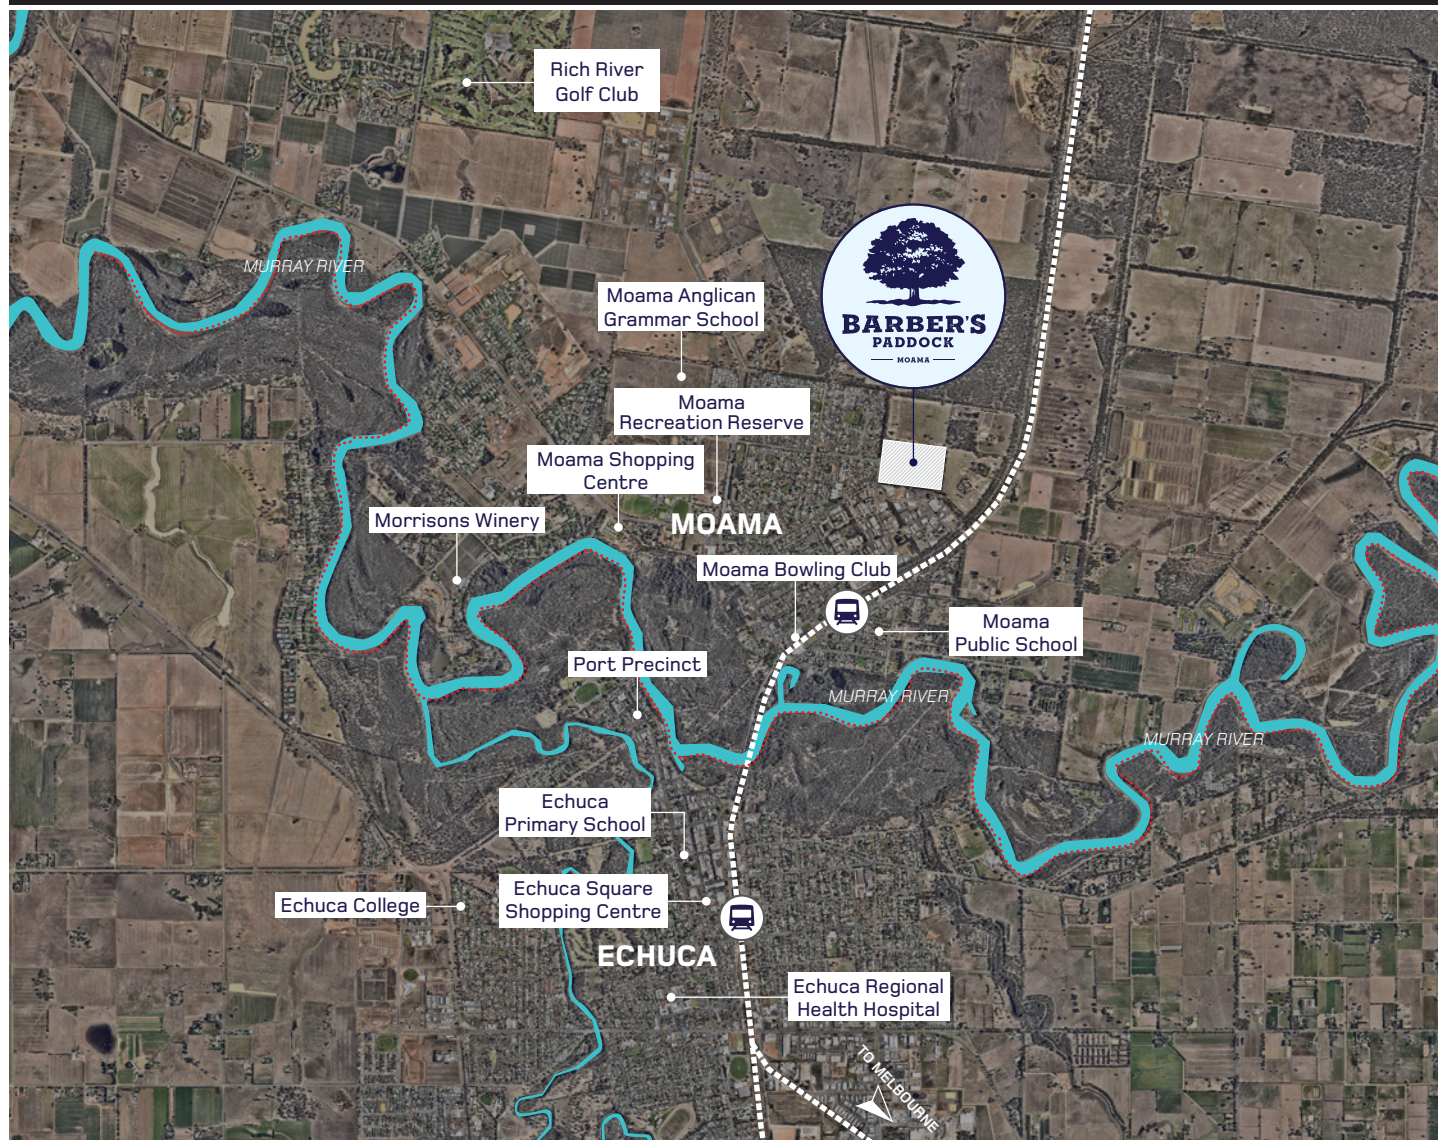 Rich River
Golf Club
MURRAY RIVER
Moama Anglican
Grammar School
BARBER'S
PADDOCK
MOAMA
Moama
Recreation Reserve
Moama Shopping
Centre
Morrisons Winery
MOAMA
Moama Bowling Club
Moama
Public School
Port Precinct
MURRAY RIVER
MURRAY RIVER
Echuca
Primary School
Echuca Square
Shopping Centre
Echuca College
ECHUCA
Echuca Regional
Health Hospital
TO MELBOURNE